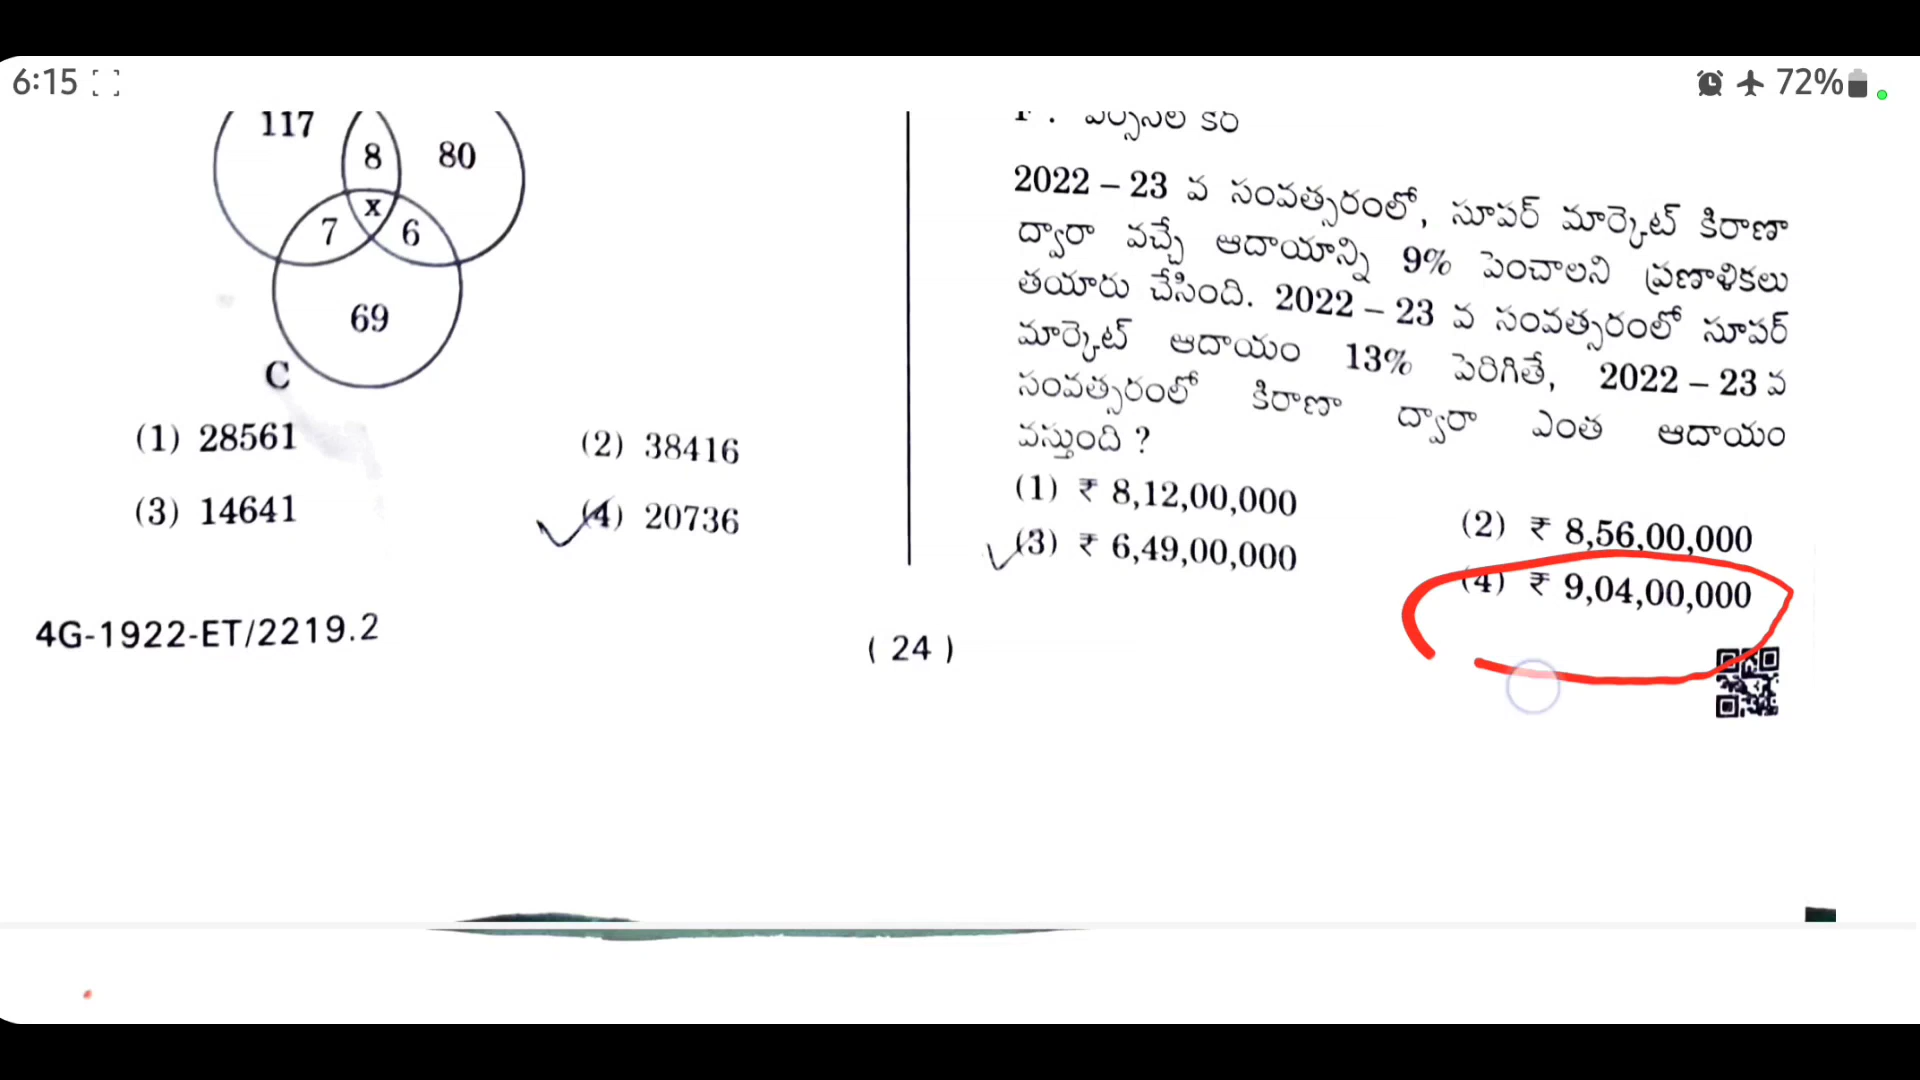 6:15
72%
117
8
80
x
7
6
69
C
(1) 28561
(2) 38416
(3) 14641
(4) 20736
2022 – 23 వ సంవత్సరంలో, సూపర్ మార్కెట్ కిరాణా
ద్వారా వచ్చే ఆదాయాన్ని 9% పెంచాలని ప్రణాళికలు
తయారు చేసింది. 2022 – 23 వ సంవత్సరంలో సూపర్
మార్కెట్ ఆదాయం 13% పెరిగితే, 2022 – 23 వ
సంవత్సరంలో కిరాణా ద్వారా ఎంత ఆదాయం
వస్తుంది ?
(1) ₹ 8,12,00,000
(2) ₹ 8,56,00,000
(3) ₹ 6,49,00,000
(4) ₹ 9,04,00,000
4G-1922-ET/2219.2
( 24 )